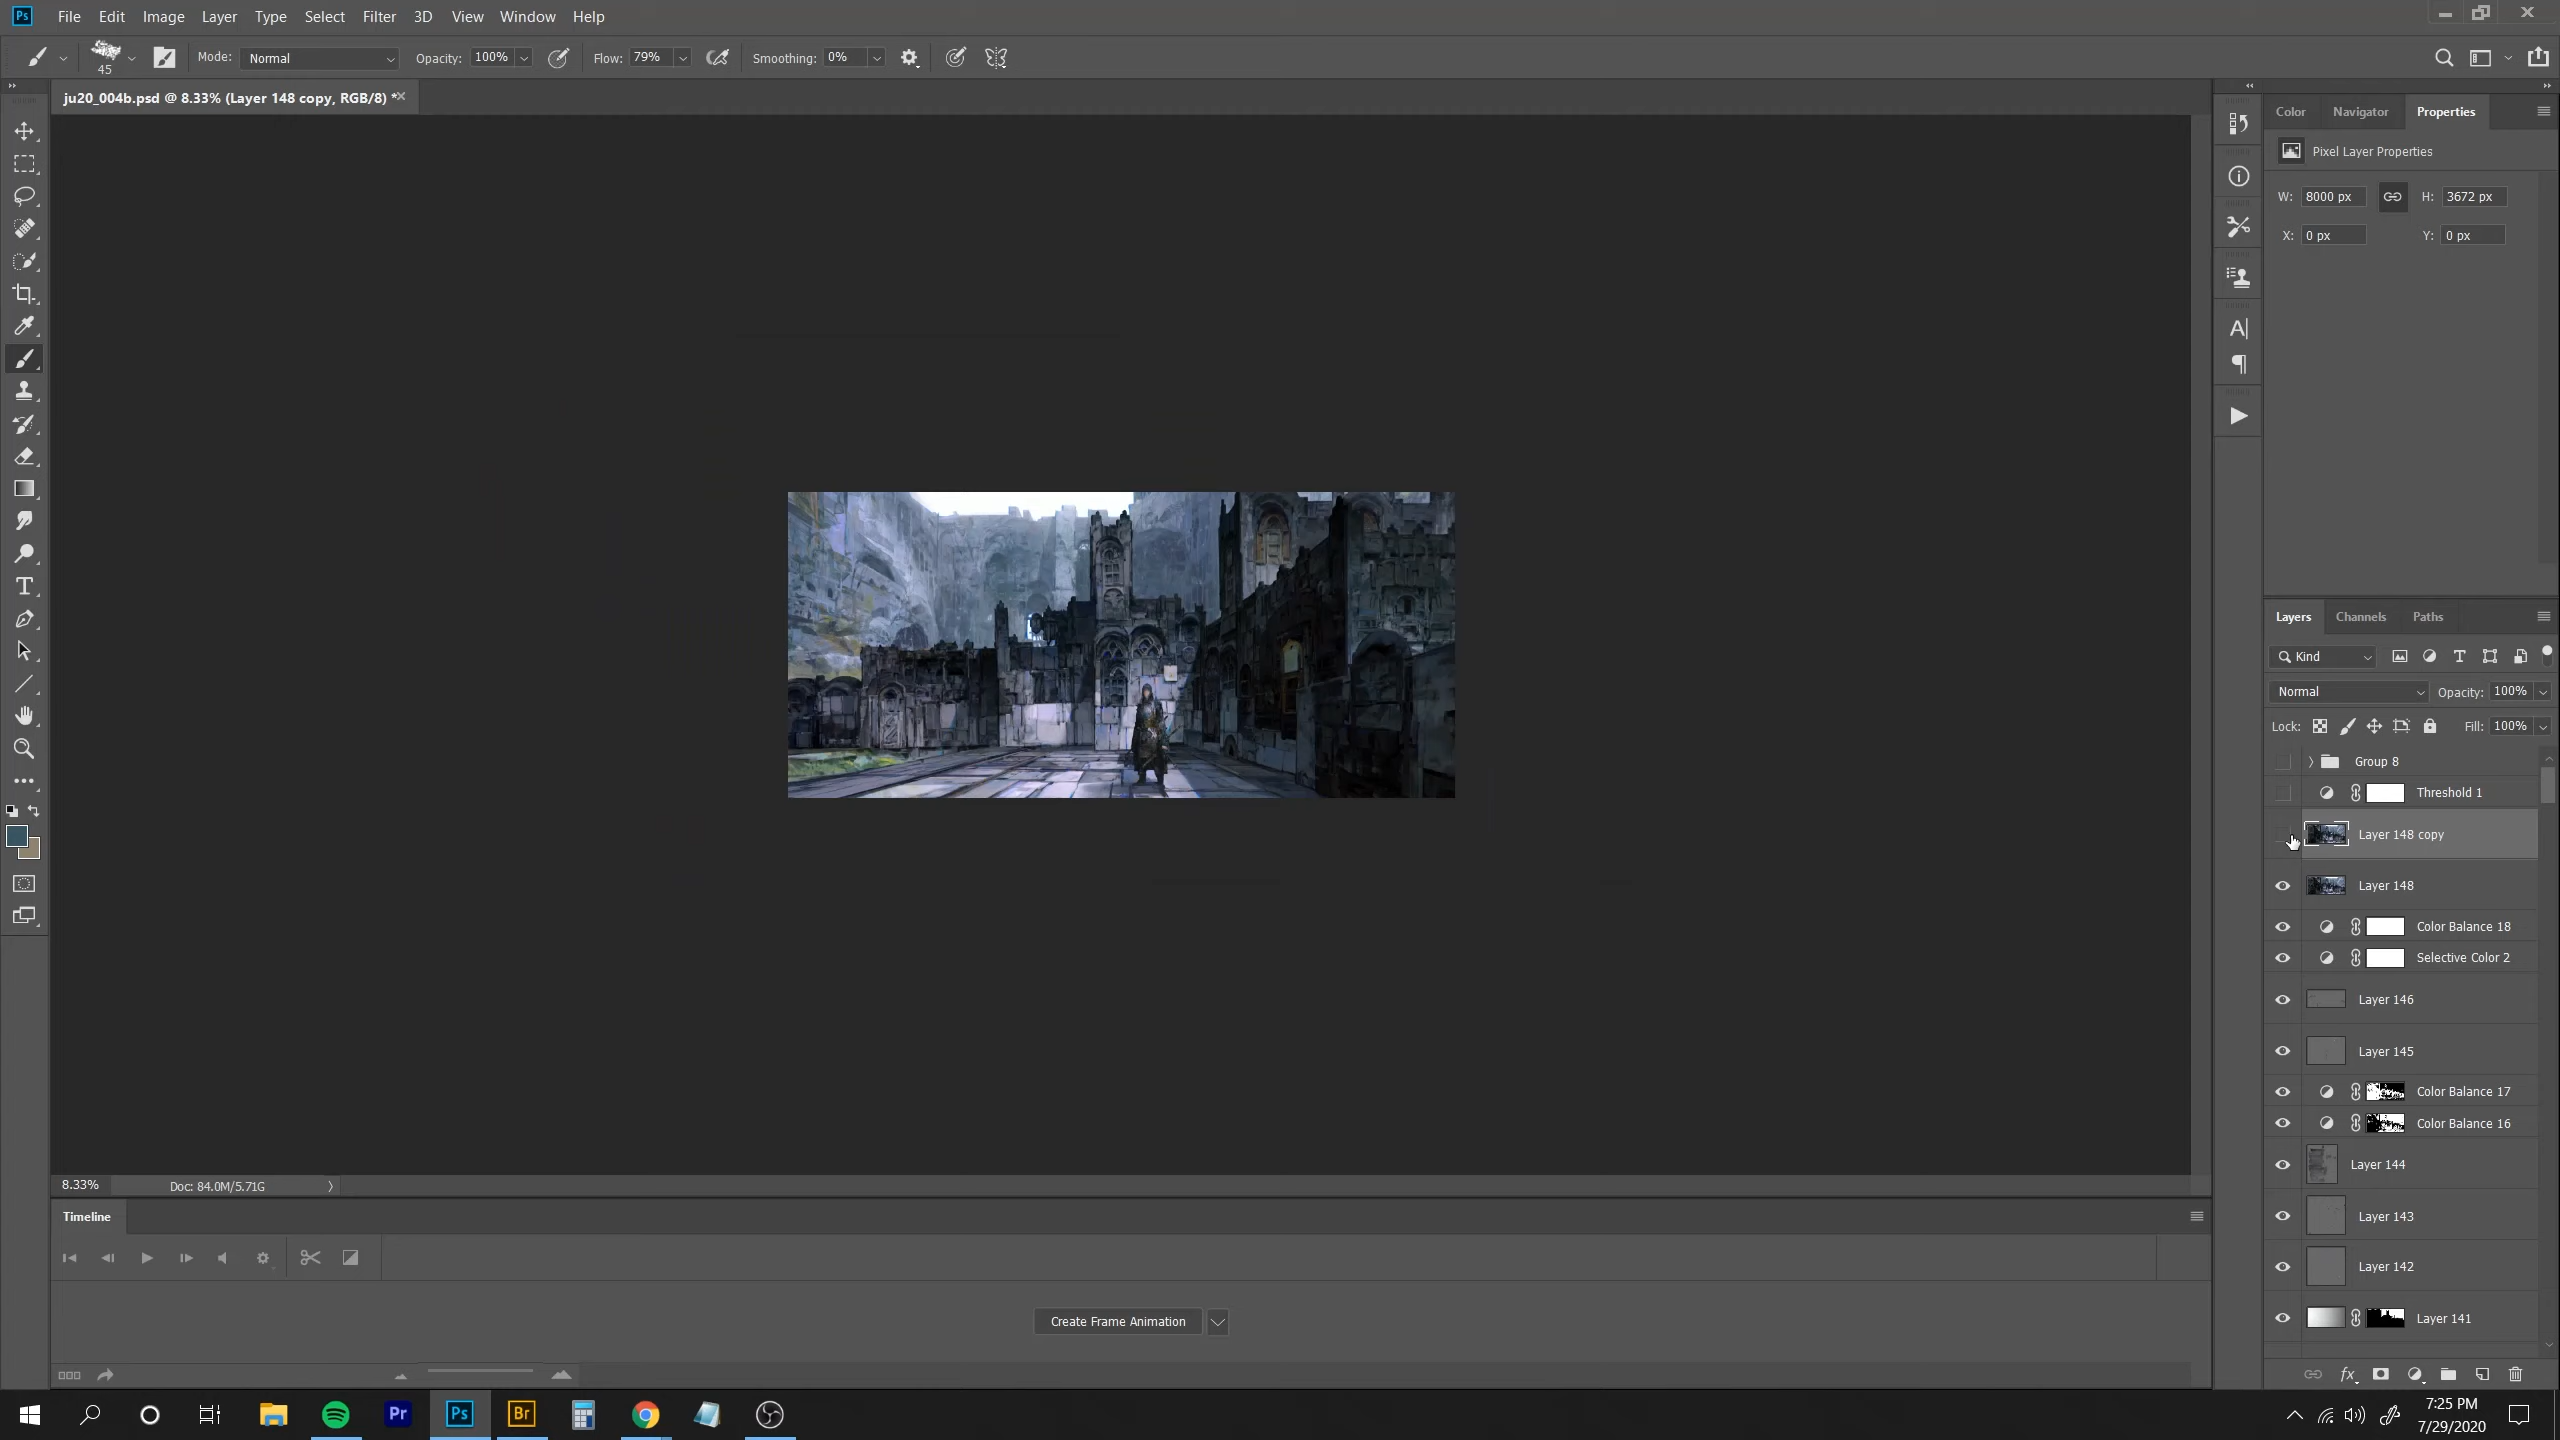 Ps File Edit Image Layer Type Select Filter 3D View Window Help
45 Mode: Normal Opacity: 100% Flow: 79% Smoothing: 0%
ju20_004b.psd @ 8.33% (Layer 148 copy, RGB/8) *
Color Navigator Properties
Pixel Layer Properties
W: 8000 px H: 3672 px
X: 0 px Y: 0 px
Layers Channels Paths
Kind
Normal Opacity: 100%
Lock: Fill: 100%
Group 8
Threshold 1
Layer 148 copy
Layer 148
Color Balance 18
Selective Color 2
Layer 146
Layer 145
Color Balance 17
Color Balance 16
Layer 144
Layer 143
Layer 142
Layer 141
8.33% Doc: 84.0M/5.71G
Timeline
Create Frame Animation
Pr Ps Br
7:25 PM
7/29/2020